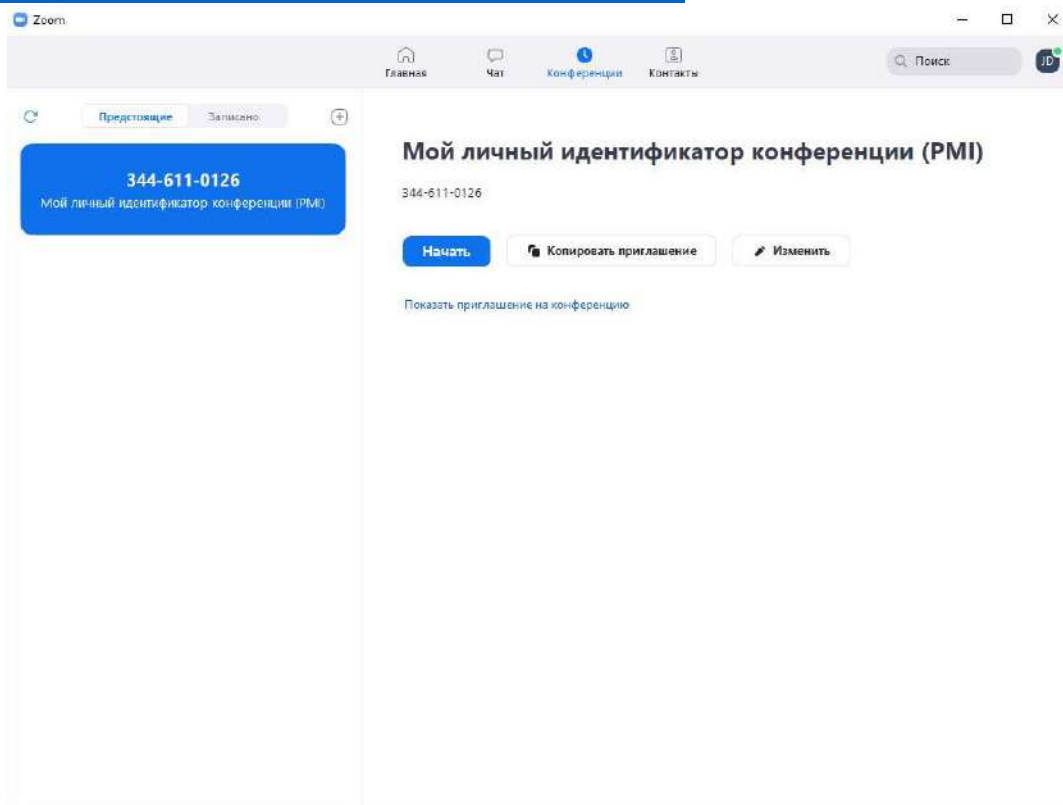 Zoom
Главная
Чат
Конференции
Контакты
Поиск
JD
Предстоящие
Записано
344-611-0126
Мой личный идентификатор конференции (PMI)
Мой личный идентификатор конференции (PMI)
344-611-0126
Начать
Копировать приглашение
Изменить
Показать приглашение на конференцию